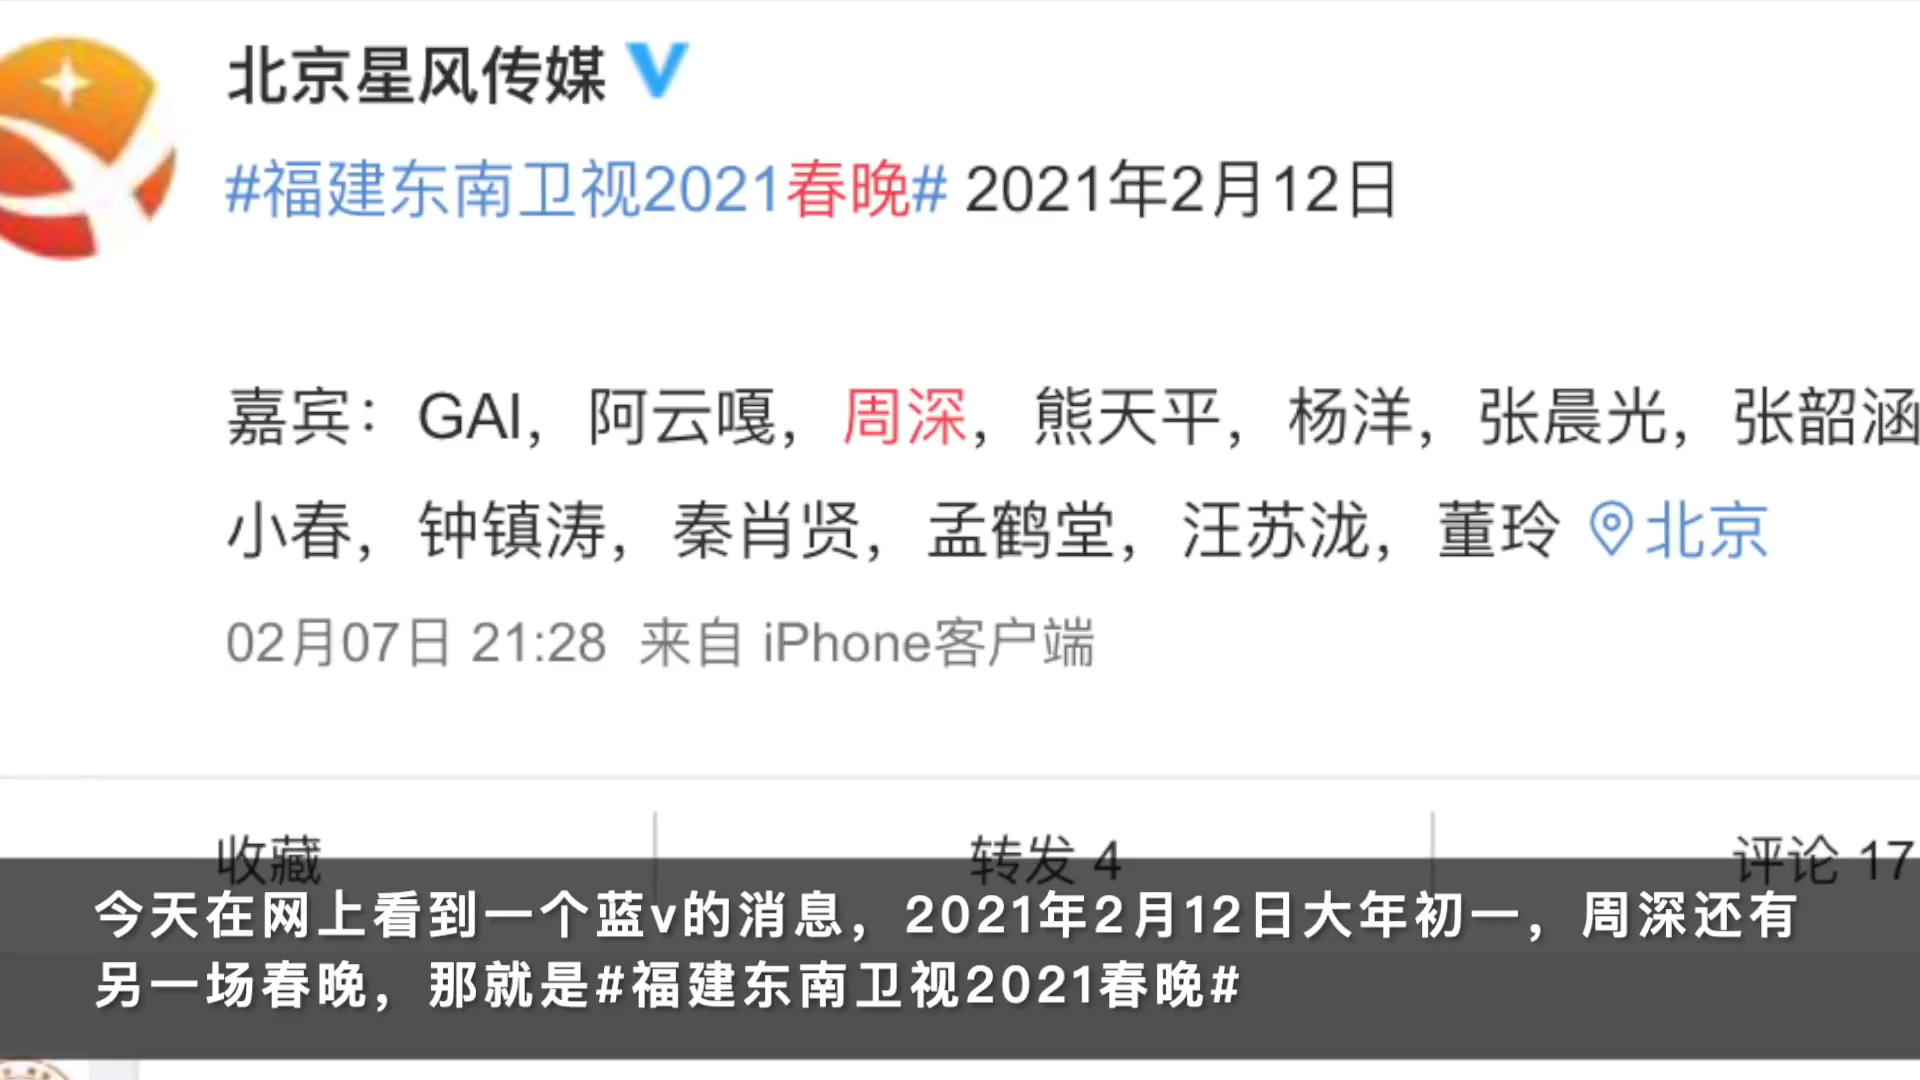 北京星风传媒
#福建东南卫视2021春晚# 2021年2月12日
嘉宾：GAI，阿云嘎，周深，熊天平，杨洋，张晨光，张韶涵
小春，钟镇涛，秦肖贤，孟鹤堂，汪苏泷，董玲 北京
02月07日 21:28 来自 iPhone客户端
收藏 转发 4 评论 17
今天在网上看到一个蓝v的消息，2021年2月12日大年初一，周深还有
另一场春晚，那就是#福建东南卫视2021春晚#